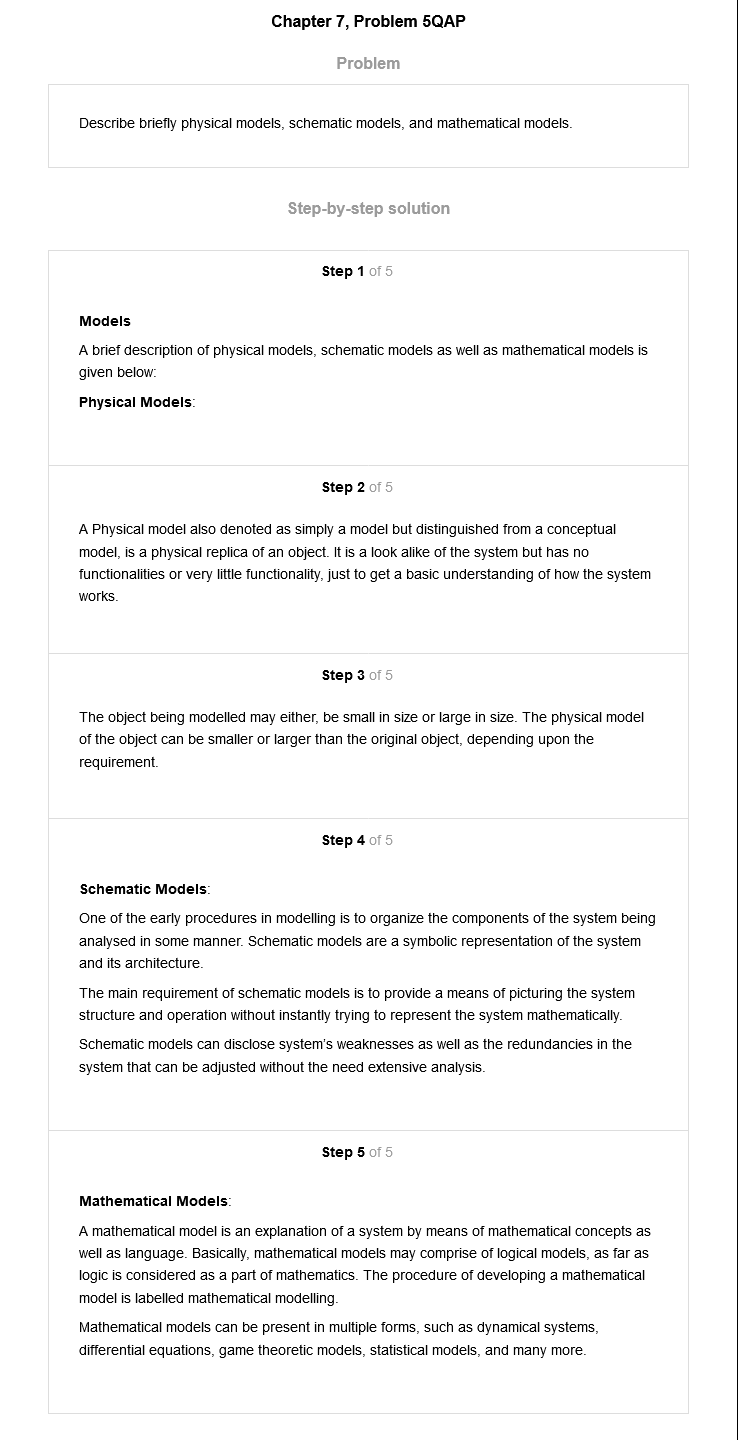 Chapter 7, Problem 5QAP
Problem
Describe briefly physical models, schematic models, and mathematical models.
Step-by-step solution
Step 1 of 5
Models
A brief description of physical models, schematic models as well as mathematical models is
given below:
Physical Models:
Step 2 of 5
A Physical model also denoted as simply a model but distinguished from a conceptual
model, is a physical replica of an object. It is a look alike of the system but has no
functionalities or very little functionality, just to get a basic understanding of how the system
works.
Step 3 of 5
The object being modelled may either, be small in size or large in size. The physical model
of the object can be smaller or larger than the original object, depending upon the
requirement.
Step 4 of 5
Schematic Models:
One of the early procedures in modelling is to organize the components of the system being
analysed in some manner. Schematic models are a symbolic representation of the system
and its architecture.
The main requirement of schematic models is to provide a means of picturing the system
structure and operation without instantly trying to represent the system mathematically.
Schematic models can disclose system's weaknesses as well as the redundancies in the
system that can be adjusted without the need extensive analysis.
Step 5 of 5
Mathematical Models:
A mathematical model is an explanation of a system by means of mathematical concepts as
well as language. Basically, mathematical models may comprise of logical models, as far as
logic is considered as a part of mathematics. The procedure of developing a mathematical
model is labelled mathematical modelling.
Mathematical models can be present in multiple forms, such as dynamical systems,
differential equations, game theoretic models, statistical models, and many more.